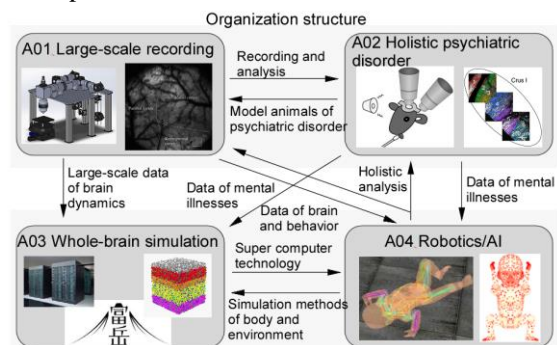 Organization structure
A01 Large-scale recording
Recording and
analysis
Model animals of
psychiatric disorder
A02 Holistic psychiatric
disorder
Crus I
Large-scale data
of brain
dynamics
Data of mental
illnesses
Data of brain
and behavior
Holistic
analysis
Data of mental
illnesses
A03 Whole-brain simulation
富岳
Super computer
technology
Simulation methods
of body and
environment
A04 Robotics/AI